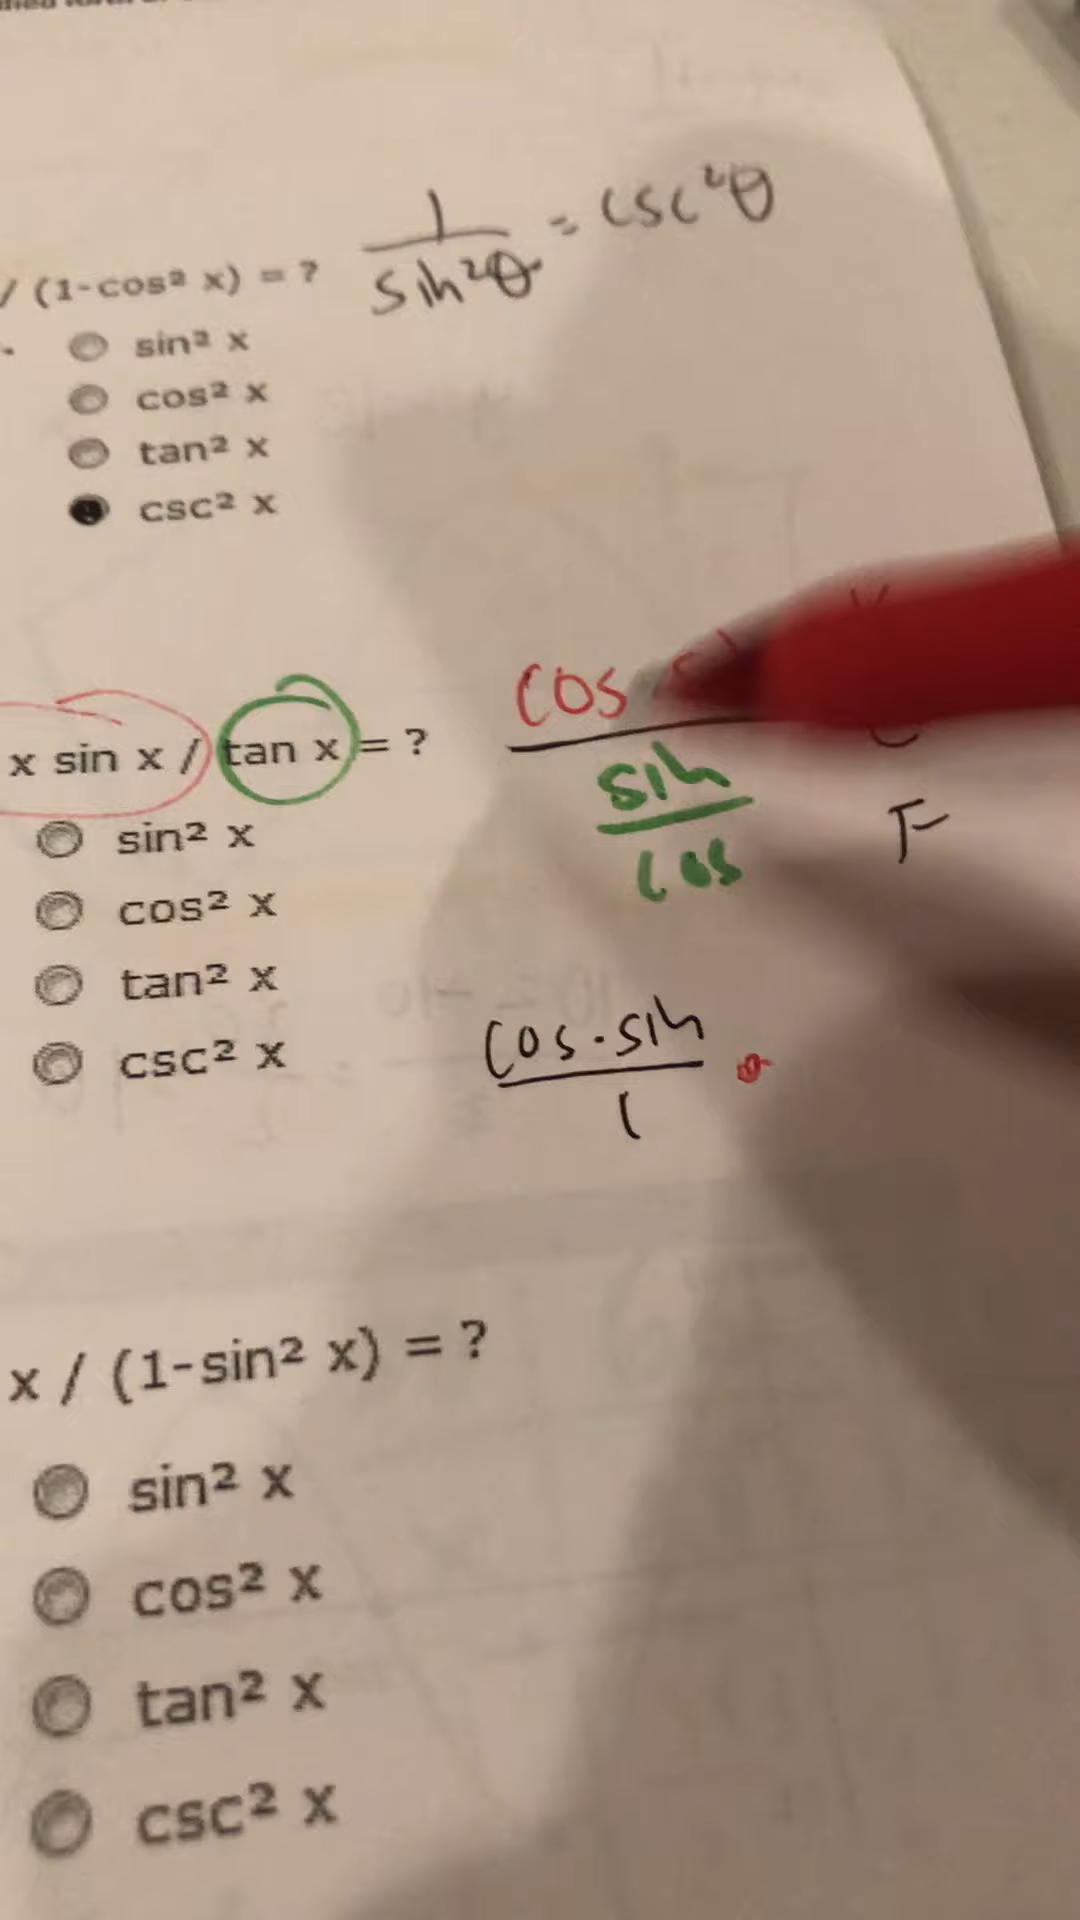 1
sin²θ = csc²θ
/ (1-cos² x) = ?
sin² x
cos² x
tan² x
csc² x
cos
x sin x / tan x = ?
sin
cos
F
sin² x
cos² x
tan² x
csc² x
cos · sin
1
x / (1-sin² x) = ?
sin² x
cos² x
tan² x
csc² x